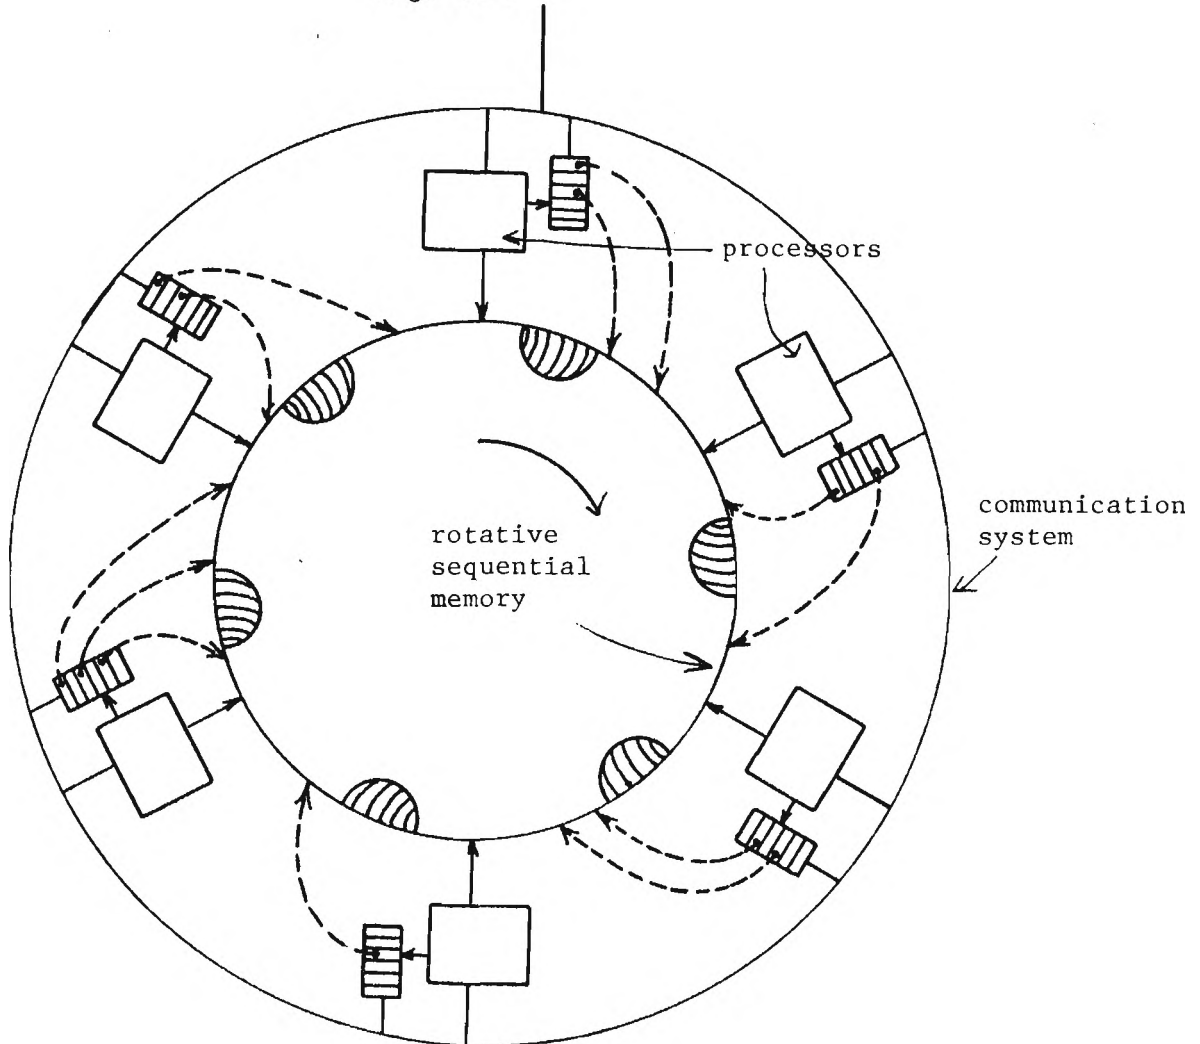 processors
communication
system
rotative
sequential
memory